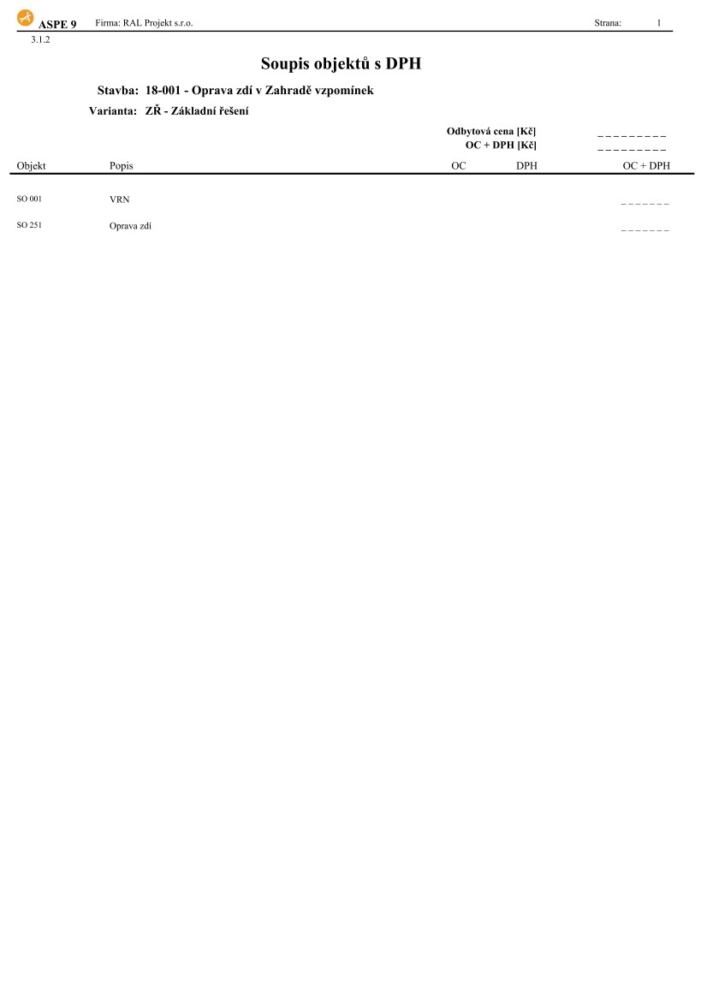 ASPE 9 Firma: RAL Projekt s.r.o. Strana: 1
3.1.2
Soupis objektů s DPH
Stavba: 18-001 - Oprava zdí v Zahradě vzpomínek
Varianta: ZŘ - Základní řešení
Odbytová cena [Kč] _ _ _ _ _ _ _ _ _
OC + DPH [Kč] _ _ _ _ _ _ _ _ _
Objekt Popis OC DPH OC + DPH
SO 001 VRN _ _ _ _ _ _ _
SO 251 Oprava zdí _ _ _ _ _ _ _